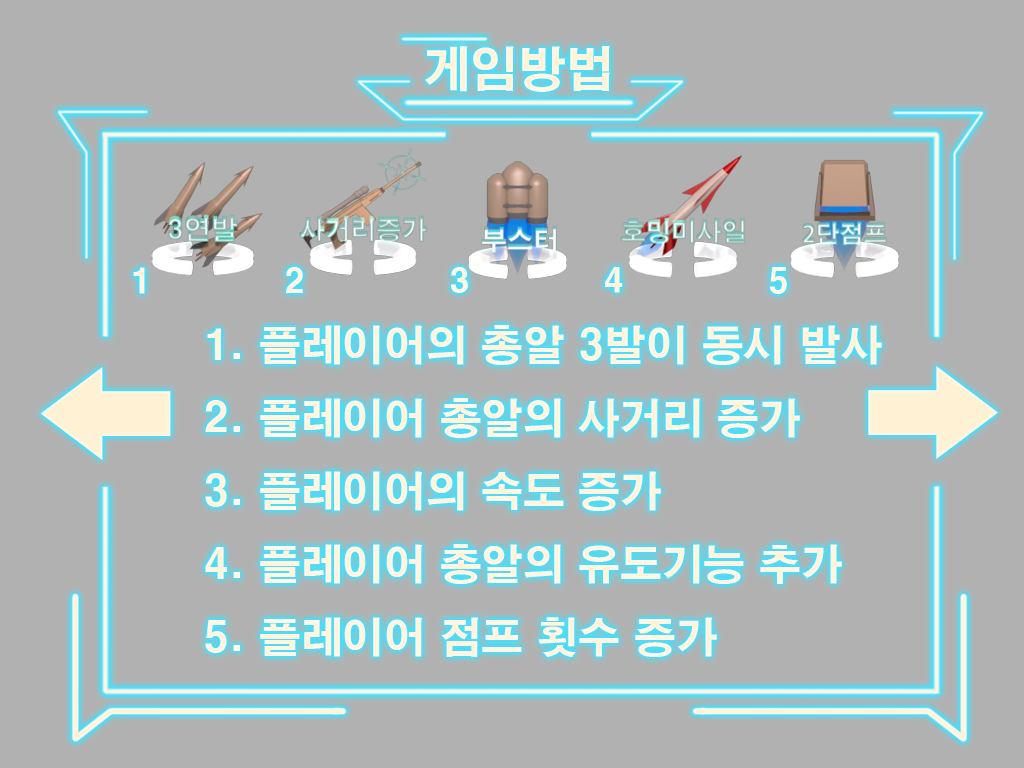 게임방법
3연발 사거리증가 부스터 호밍미사일 2단점프
1 2 3 4 5
1. 플레이어의 총알 3발이 동시 발사
2. 플레이어 총알의 사거리 증가
3. 플레이어의 속도 증가
4. 플레이어 총알의 유도기능 추가
5. 플레이어 점프 횟수 증가